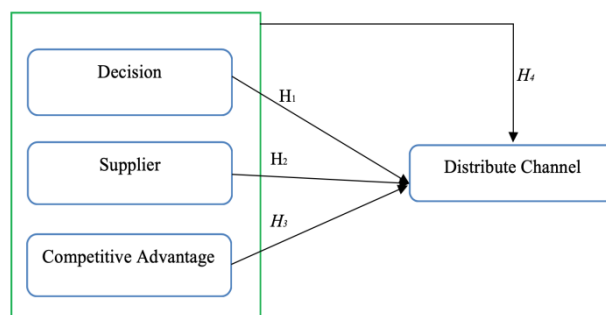 Decision
H₁
H₄
Supplier
H₂
Distribute Channel
H₃
Competitive Advantage